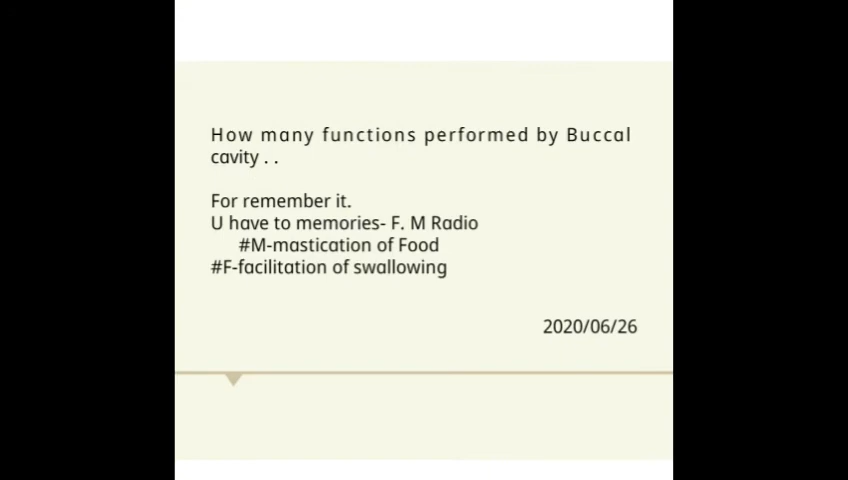 How many functions performed by Buccal
cavity . .
For remember it.
U have to memories- F. M Radio
#M-mastication of Food
#F-facilitation of swallowing
2020/06/26